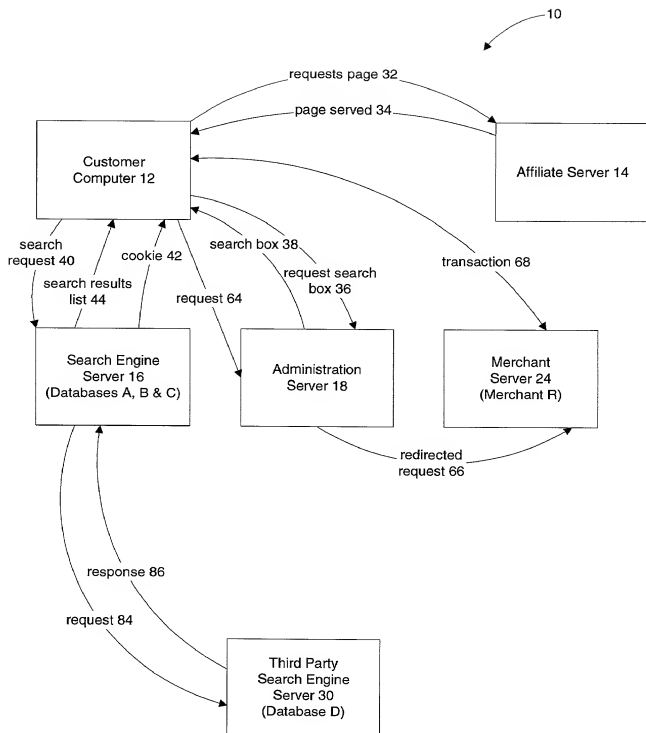 10
requests page 32
page served 34
Customer
Computer 12
Affiliate Server 14
search
request 40
cookie 42
search results
list 44
search box 38
request search
box 36
request 64
transaction 68
Search Engine
Server 16
(Databases A, B & C)
Administration
Server 18
Merchant
Server 24
(Merchant R)
redirected
request 66
response 86
request 84
Third Party
Search Engine
Server 30
(Database D)